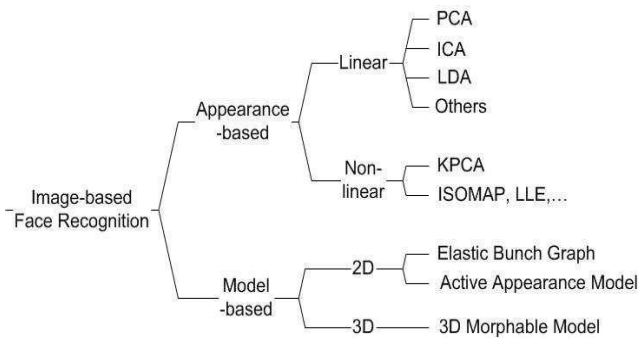 PCA
ICA
Linear
LDA
Others
Appearance
-based
Non-
linear
KPCA
ISOMAP, LLE,...
Image-based
Face Recognition
Model
-based
2D
Elastic Bunch Graph
Active Appearance Model
3D
3D Morphable Model